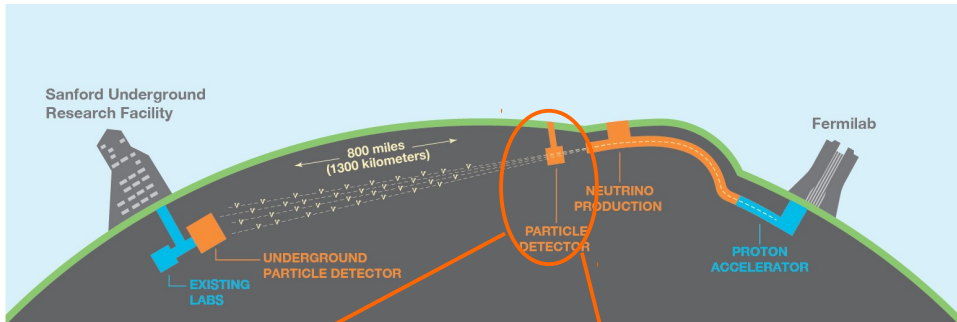 Sanford Underground
Research Facility
800 miles
(1300 kilometers)
Fermilab
NEUTRINO
PRODUCTION
PARTICLE
DETECTOR
UNDERGROUND
PARTICLE DETECTOR
EXISTING
LABS
PROTON
ACCELERATOR